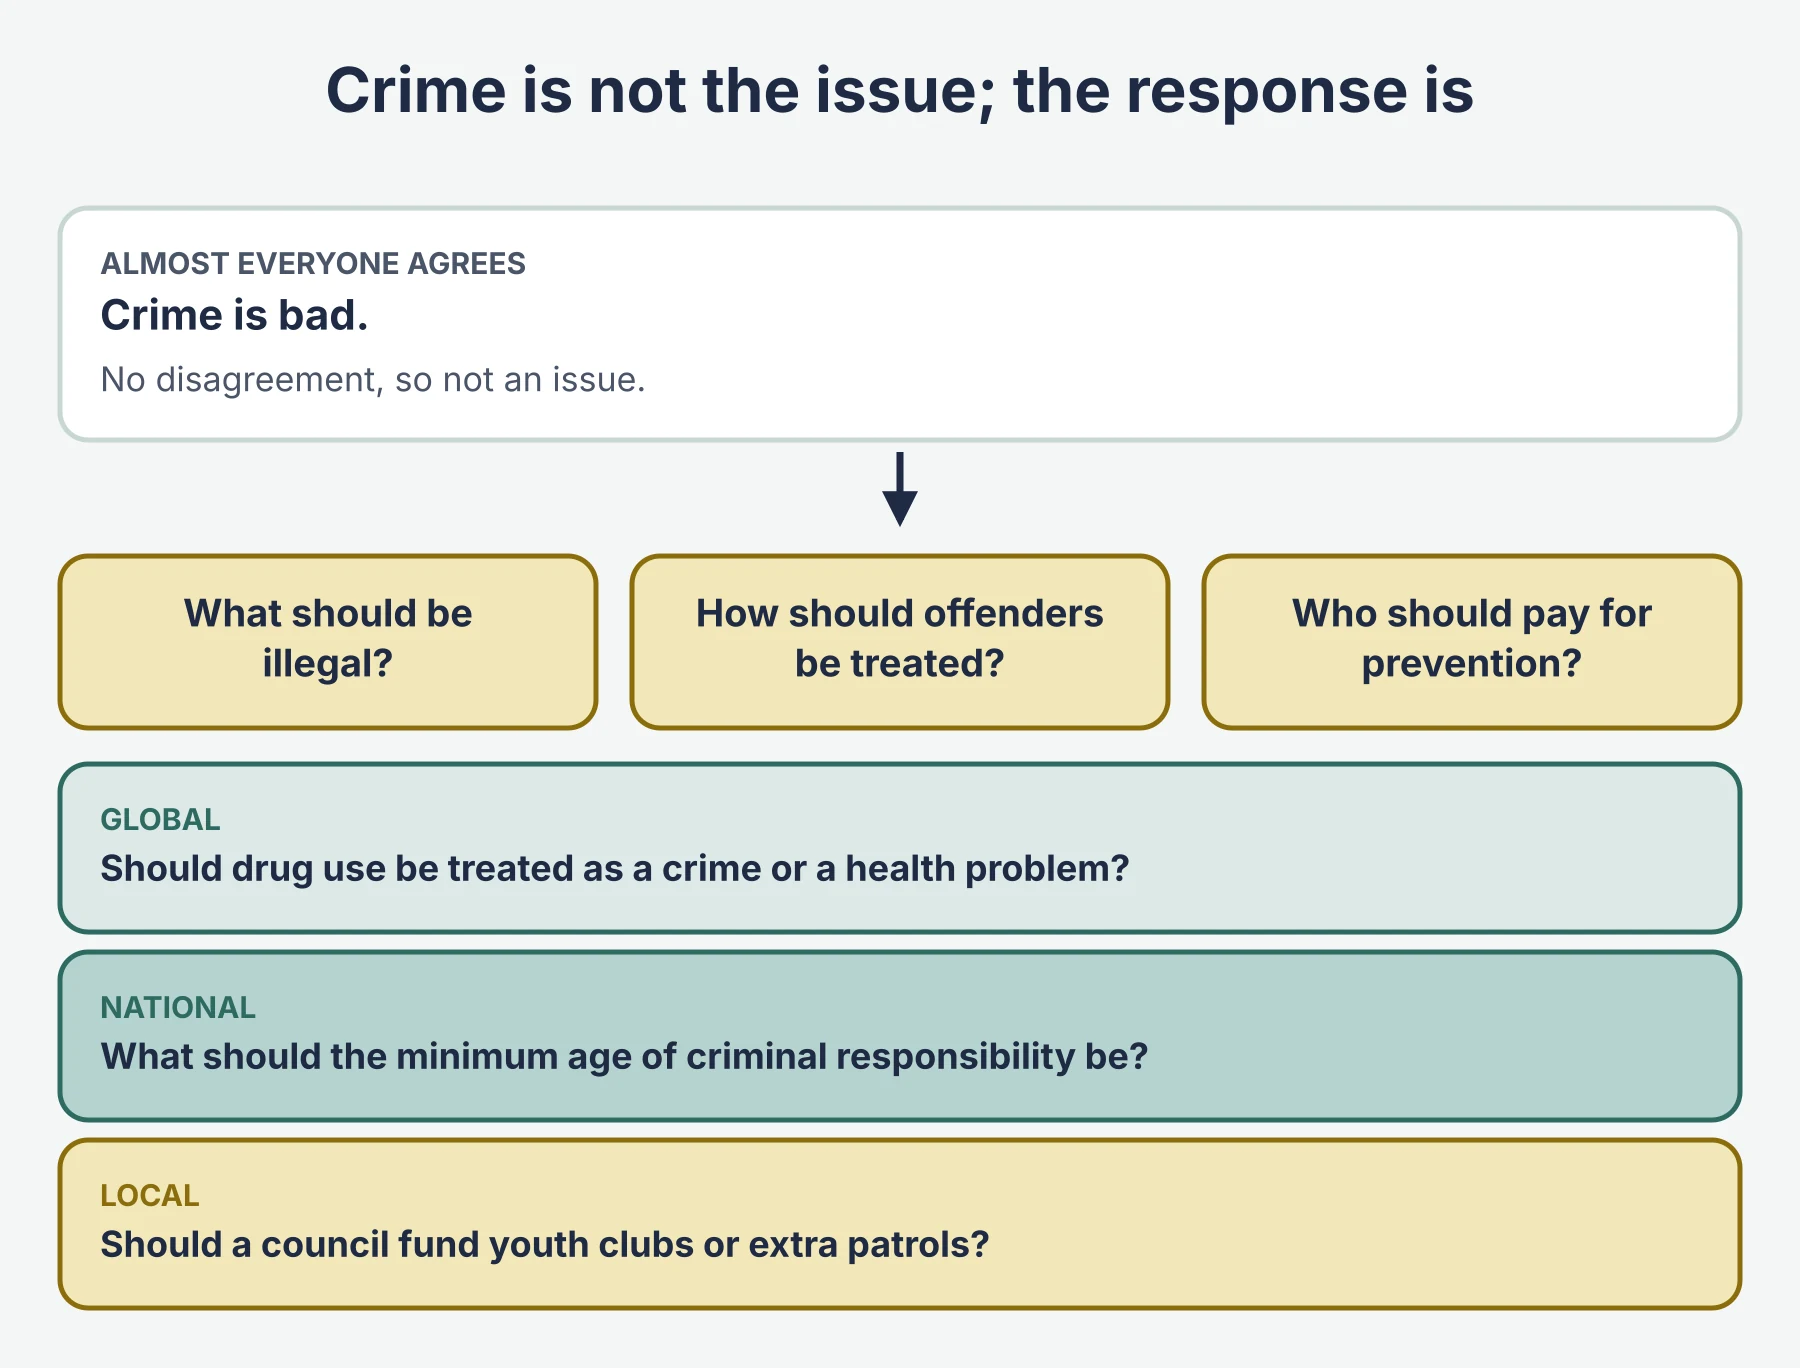 Crime is not the issue; the response is
ALMOST EVERYONE AGREES
Crime is bad.
No disagreement, so not an issue.
What should be
illegal?
How should offenders
be treated?
Who should pay for
prevention?
GLOBAL
Should drug use be treated as a crime or a health problem?
NATIONAL
What should the minimum age of criminal responsibility be?
LOCAL
Should a council fund youth clubs or extra patrols?